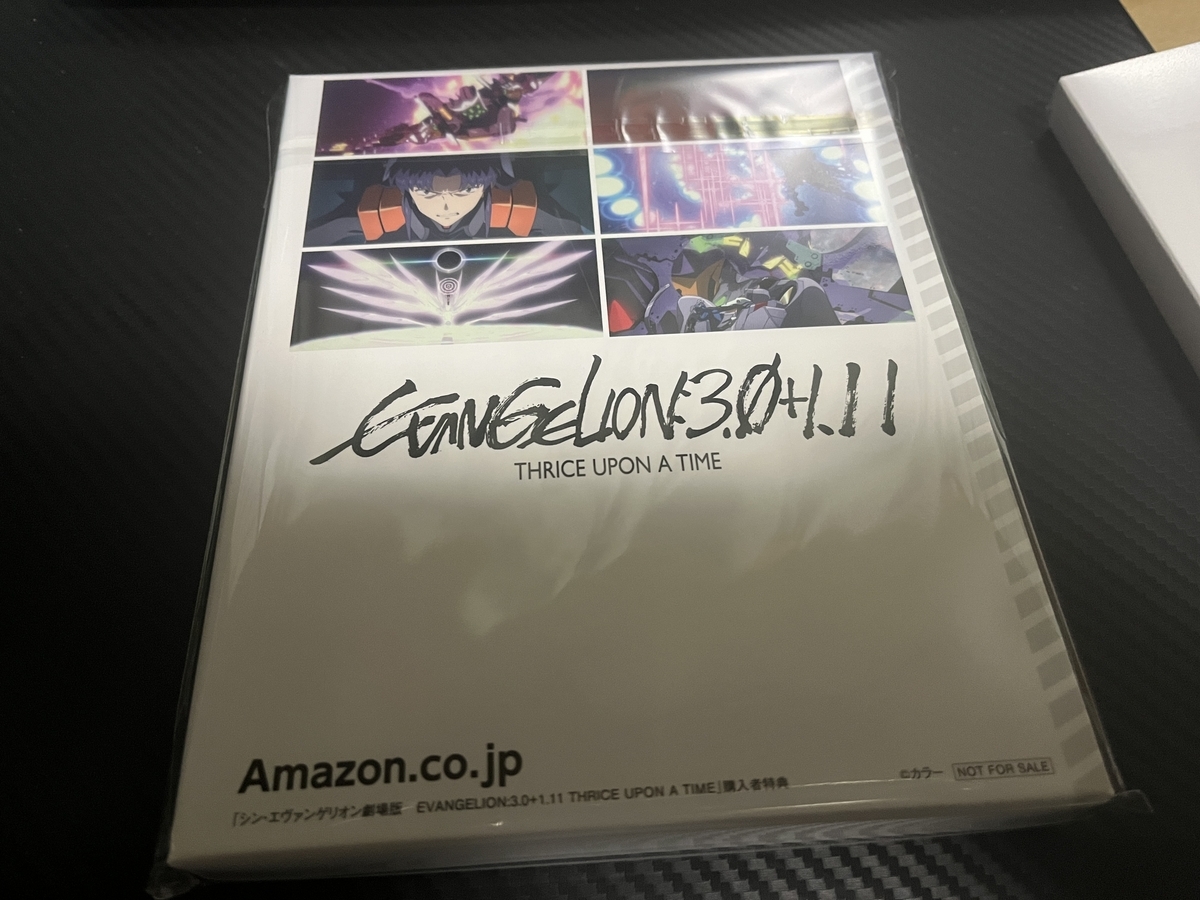 EVANGELION:3.0+1.11
THRICE UPON A TIME
Amazon.co.jp
「シン・エヴァンゲリオン劇場版 EVANGELION:3.0+1.11 THRICE UPON A TIME」購入者特典
©カラー NOT FOR SALE